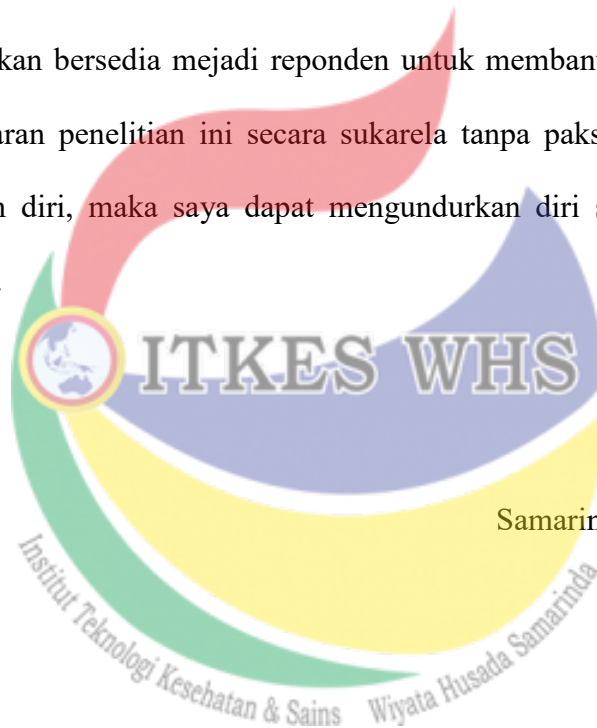 kan bersedia mejadi reponden untuk membant
aran penelitian ini secara sukarela tanpa paks
n diri, maka saya dapat mengundurkan diri s
.
ITKES WHS
Samarin
Institut Teknologi Kesehatan & Sains Wiyata Husada Samarinda